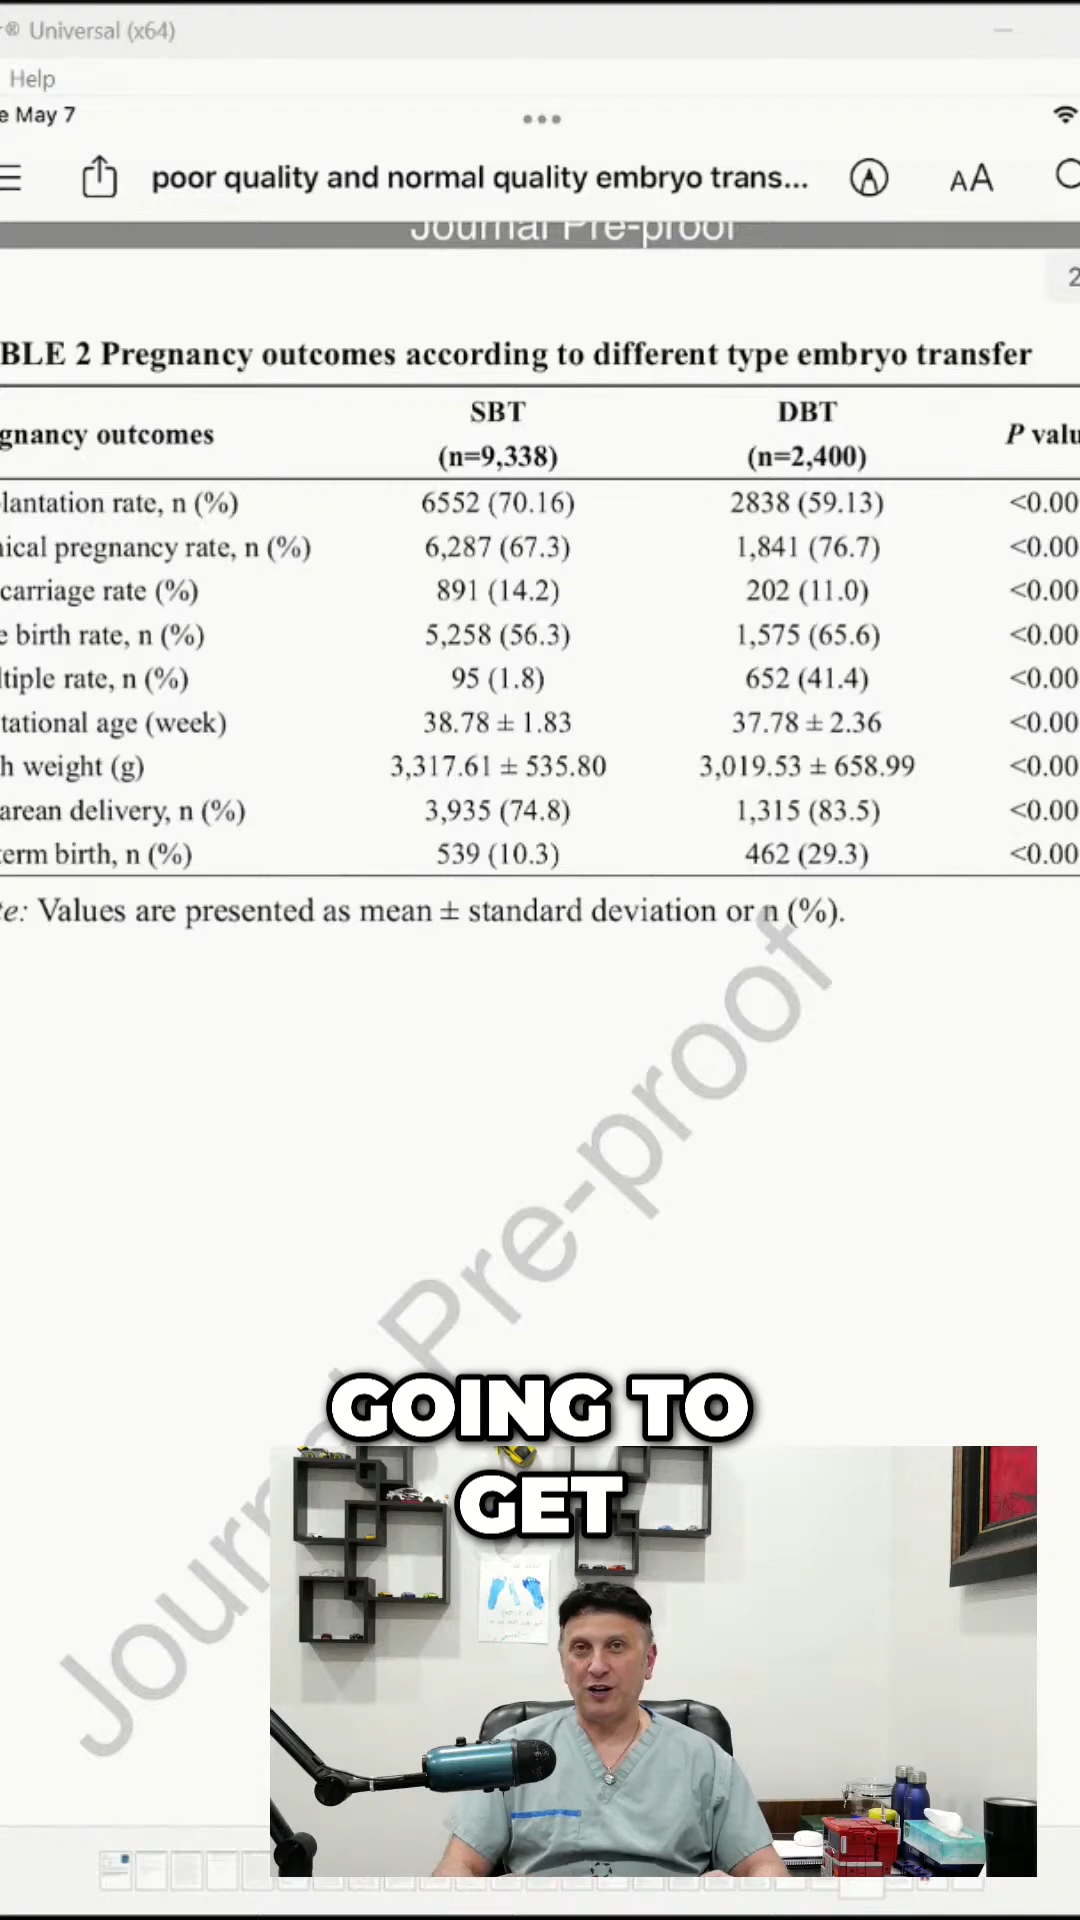 r® Universal (x64)
Help
e May 7
poor quality and normal quality embryo trans...
AA
Journal Pre-proof
2
BLE 2 Pregnancy outcomes according to different type embryo transfer
gnancy outcomes SBT (n=9,338) DBT (n=2,400) P valu
lantation rate, n (%) 6552 (70.16) 2838 (59.13) <0.00
ical pregnancy rate, n (%) 6,287 (67.3) 1,841 (76.7) <0.00
carriage rate (%) 891 (14.2) 202 (11.0) <0.00
e birth rate, n (%) 5,258 (56.3) 1,575 (65.6) <0.00
ltiple rate, n (%) 95 (1.8) 652 (41.4) <0.00
tational age (week) 38.78 ± 1.83 37.78 ± 2.36 <0.00
h weight (g) 3,317.61 ± 535.80 3,019.53 ± 658.99 <0.00
arean delivery, n (%) 3,935 (74.8) 1,315 (83.5) <0.00
term birth, n (%) 539 (10.3) 462 (29.3) <0.00
te: Values are presented as mean ± standard deviation or n (%).
Journal Pre-proof
GOING TO
GET